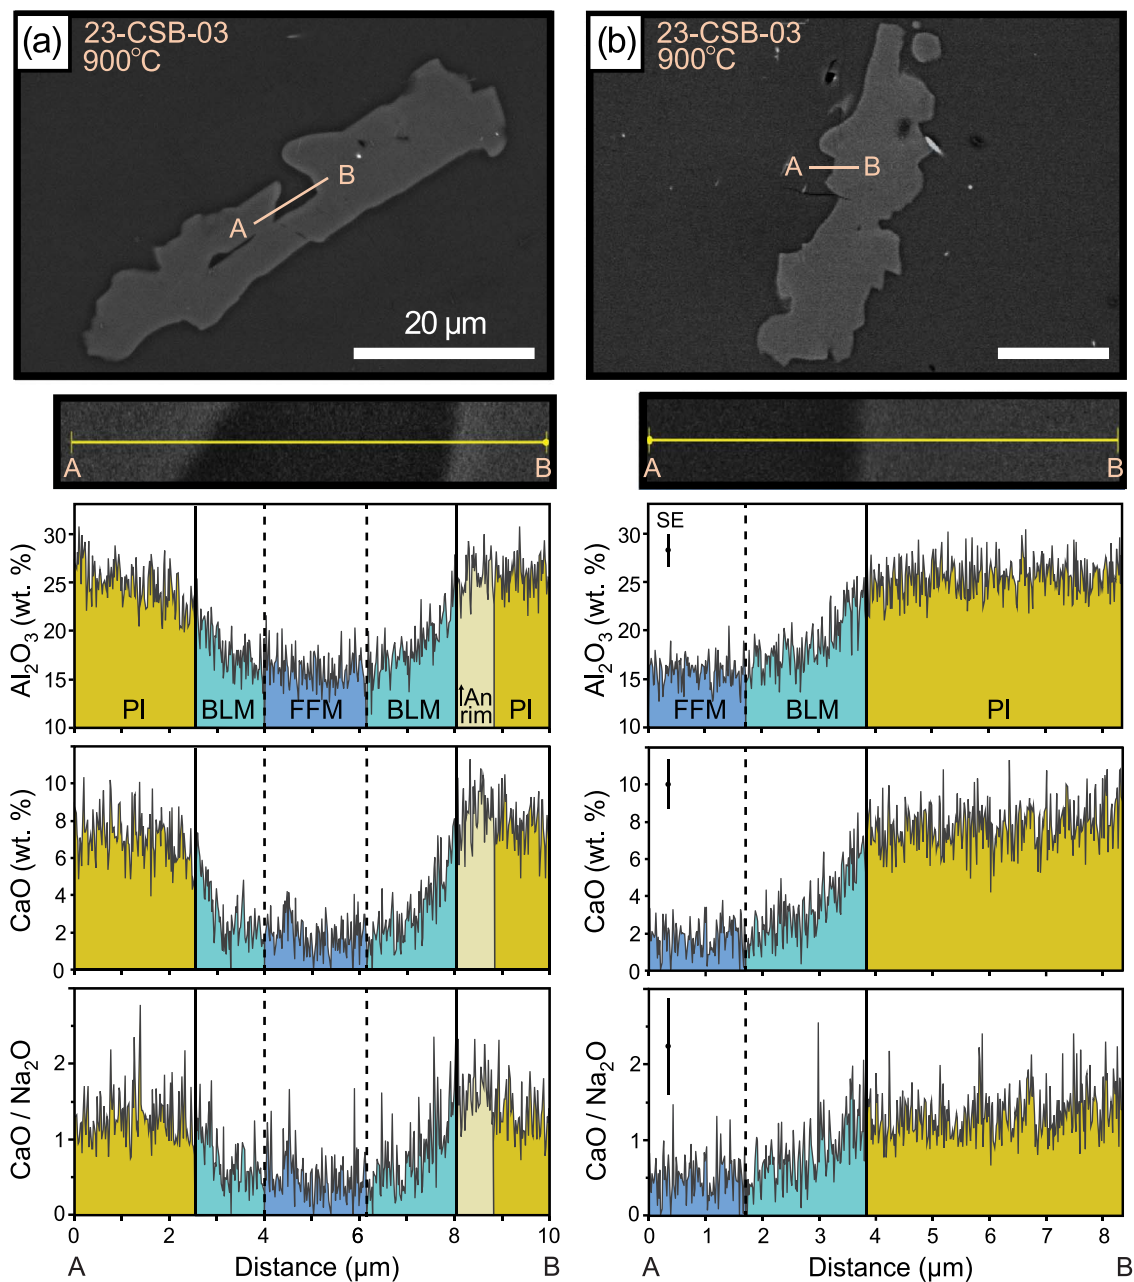 (a)
23-CSB-03
900°C
A
B
20 µm
(b)
23-CSB-03
900°C
A
B
A
B
A
B
Al2O3 (wt. %)
30
25
20
15
10
Pl
BLM
FFM
BLM
↑An
rim
Pl
Al2O3 (wt. %)
30
25
20
15
10
SE
FFM
BLM
Pl
CaO (wt. %)
10
8
6
4
2
0
CaO (wt. %)
10
8
6
4
2
0
CaO / Na2O
2
1
0
CaO / Na2O
2
1
0
0 2 4 6 8 10
A Distance (µm) B
0 1 2 3 4 5 6 7 8
A Distance (µm) B